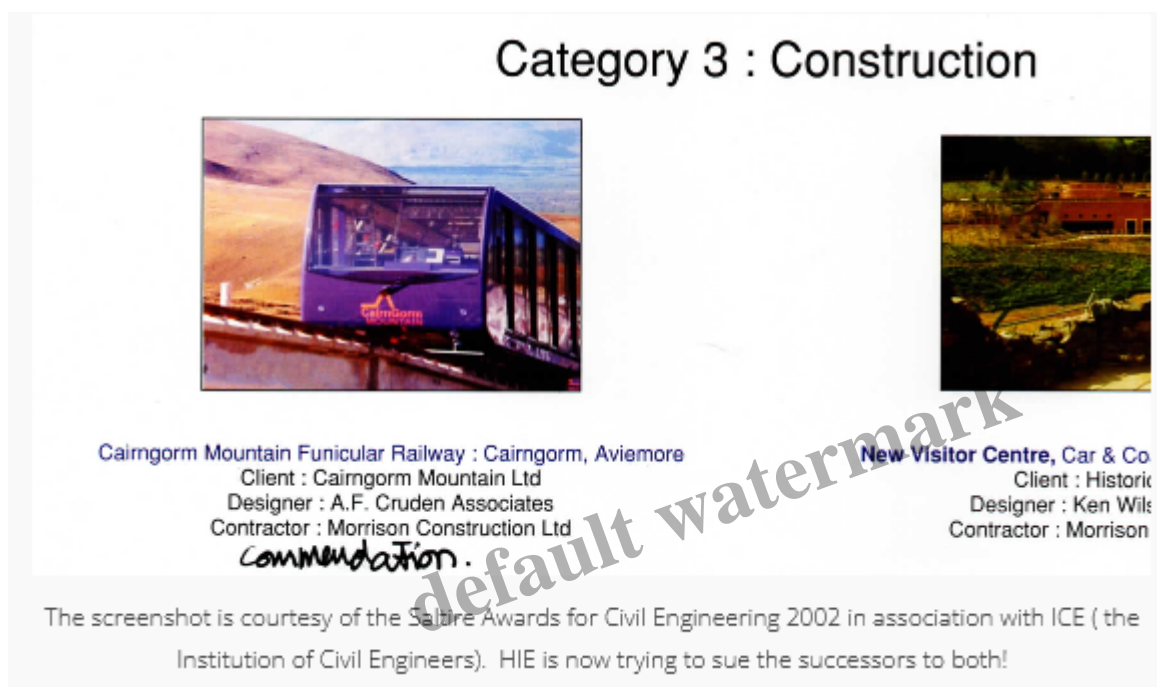 Category 3 : Construction
CairnGorm
MOUNTAIN
Cairngorm Mountain Funicular Railway : Cairngorm, Aviemore
Client : Cairngorm Mountain Ltd
Designer : A.F. Cruden Associates
Contractor : Morrison Construction Ltd
commendation.
New Visitor Centre, Car & Co
Client : Historic
Designer : Ken Wils
Contractor : Morrison
default watermark
The screenshot is courtesy of the Saltire Awards for Civil Engineering 2002 in association with ICE ( the
Institution of Civil Engineers). HIE is now trying to sue the successors to both!